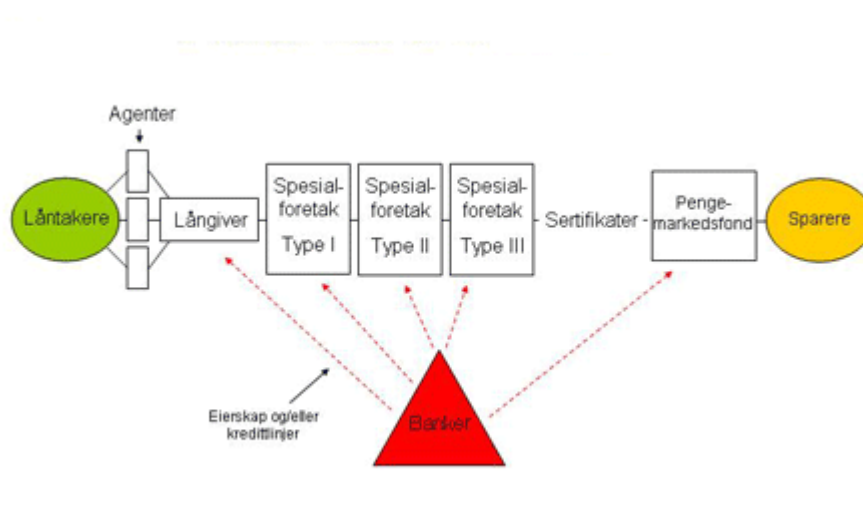 Agenter
Låntakere
Långiver
Spesial-
foretak
Type I
Spesial-
foretak
Type II
Spesial-
foretak
Type III
Sertifikater
Penge-
markedsfond
Sparere
Eierskap og/eller
kredittlinjer
Banker